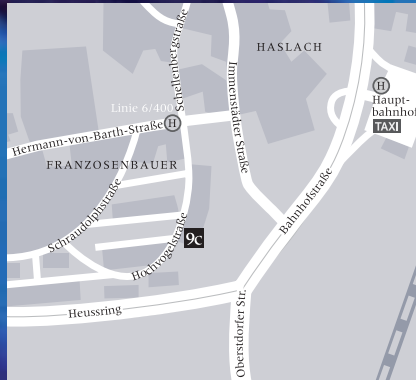 Schellenbergstraße
HASLACH
Immenstädter Straße
Linie 6/400
H
H
Haupt-
bahnhof
TAXI
Hermann-von-Barth-Straße
FRANZOSENBAUER
Schraudolphstraße
Hochvogelstraße
9c
Bahnhofstraße
Heussring
Oberstdorfer Str.